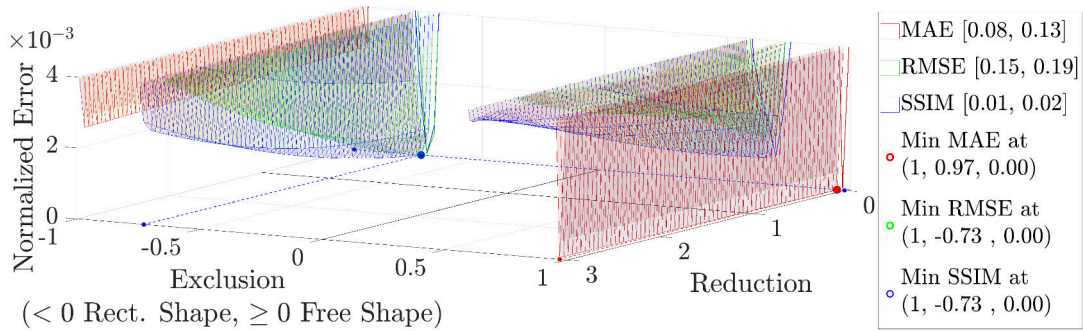 ×10⁻³
4
2
0
Normalized Error
-1
-0.5
0
0.5
1
Exclusion
(< 0 Rect. Shape, ≥ 0 Free Shape)
3
2
1
0
Reduction
MAE [0.08, 0.13]
RMSE [0.15, 0.19]
SSIM [0.01, 0.02]
Min MAE at
(1, 0.97, 0.00)
Min RMSE at
(1, -0.73 , 0.00)
Min SSIM at
(1, -0.73 , 0.00)